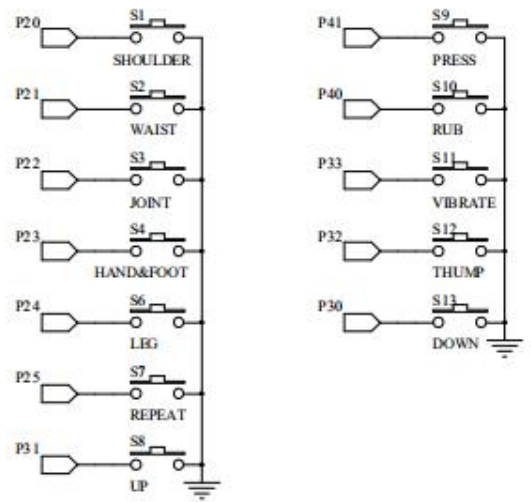 P20 S1
SHOULDER
P21 S2
WAIST
P22 S3
JOINT
P23 S4
HAND&FOOT
P24 S6
LEG
P25 S7
REPEAT
P31 S8
UP
P41 S9
PRESS
P40 S10
RUB
P33 S11
VIBRATE
P32 S12
THUMP
P30 S13
DOWN